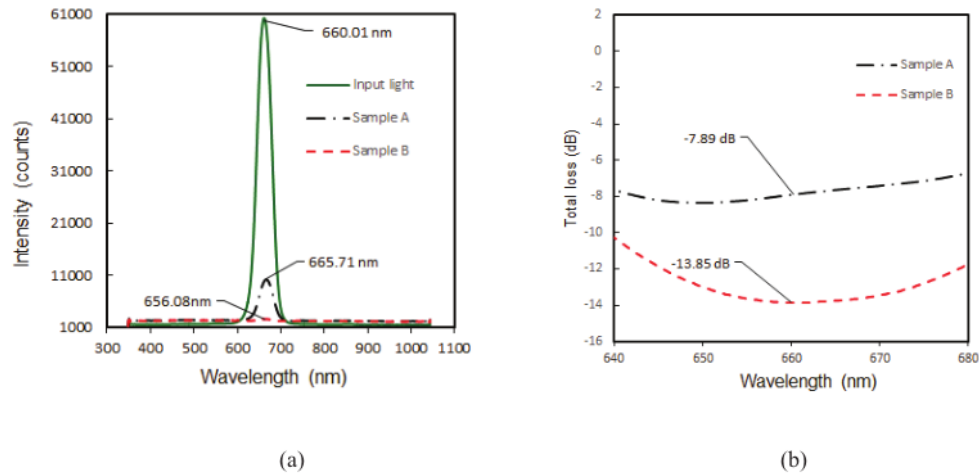 61000
51000
41000
31000
21000
11000
1000
300 400 500 600 700 800 900 1000 1100
Intensity (counts)
Wavelength (nm)
660.01 nm
Input light
Sample A
Sample B
665.71 nm
656.08nm
(a)
2
0
-2
-4
-6
-8
-10
-12
-14
-16
640 650 660 670 680
Total loss (dB)
Wavelength (nm)
Sample A
Sample B
-7.89 dB
-13.85 dB
(b)